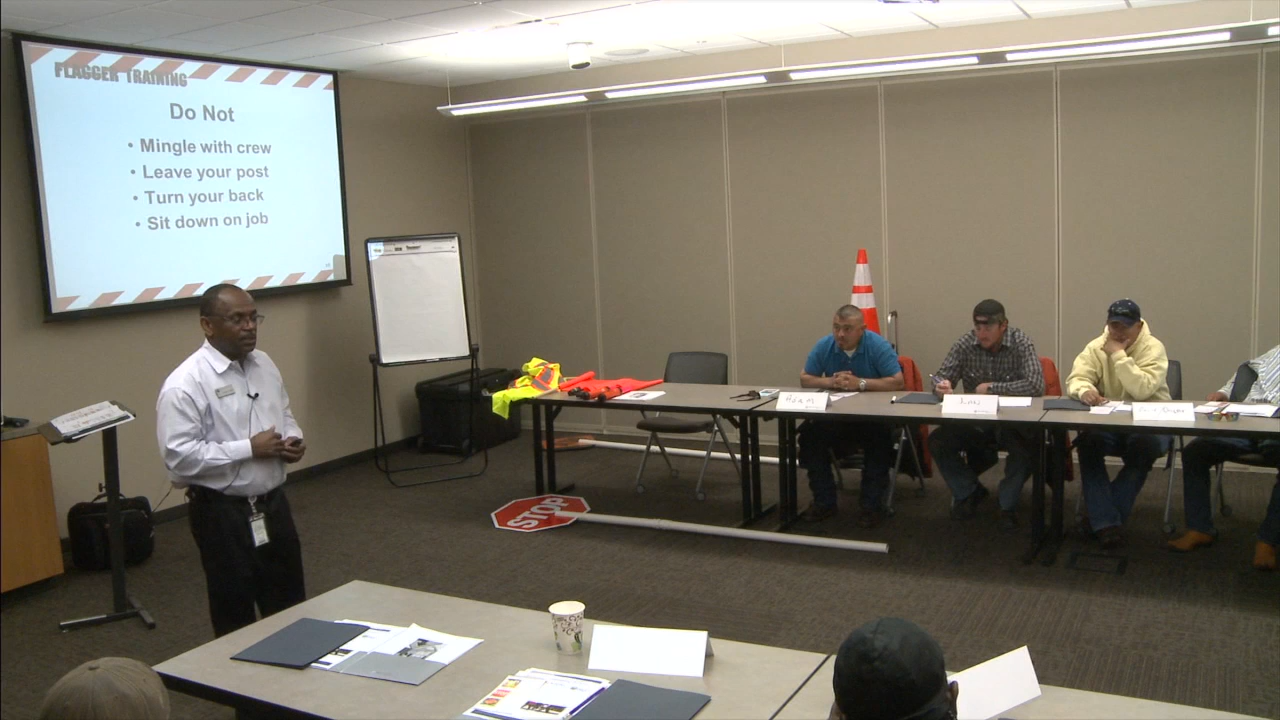 FLAGGER TRAINING
Do Not
• Mingle with crew
• Leave your post
• Turn your back
• Sit down on job
STOP